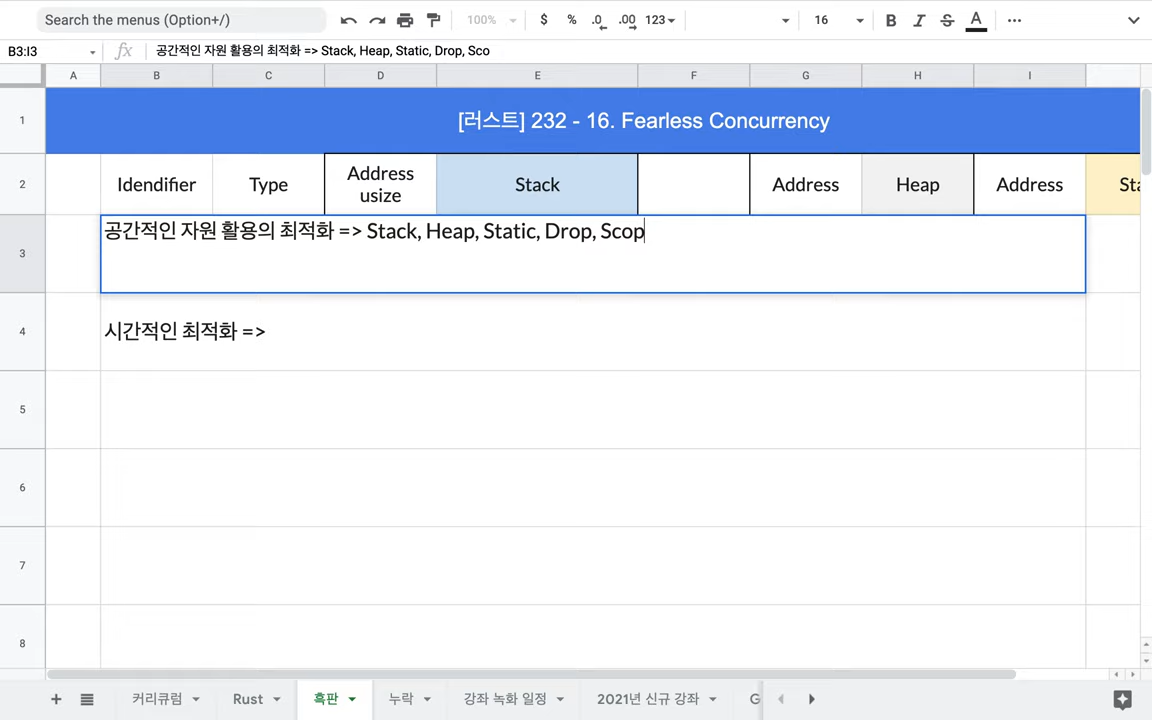 Search the menus (Option+/)
100% $ % .0 .00 123 16 B I S A
B3:I3 fx 공간적인 자원 활용의 최적화 => Stack, Heap, Static, Drop, Sco
A B C D E F G H I
1 [러스트] 232 - 16. Fearless Concurrency
2 Idendifier Type Address usize Stack Address Heap Address Sta
3 공간적인 자원 활용의 최적화 => Stack, Heap, Static, Drop, Scop
4 시간적인 최적화 =>
5
6
7
8
+ 커리큐럼 Rust 흑판 누락 강좌 녹화 일정 2021년 신규 강좌 G